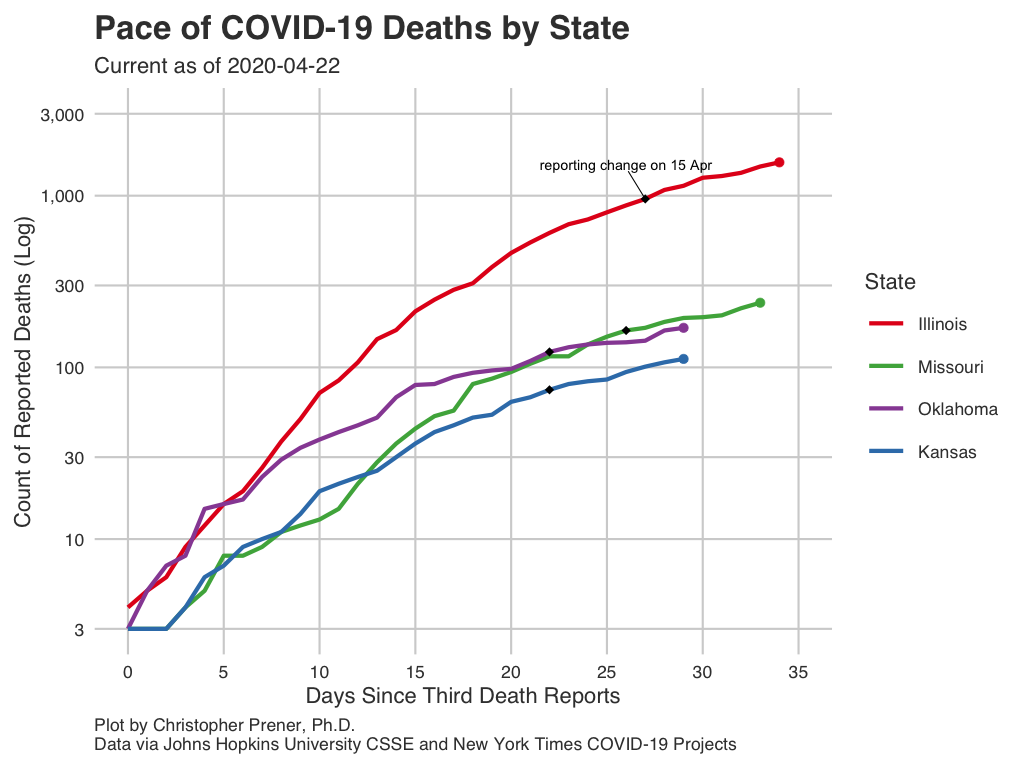 Pace of COVID-19 Deaths by State
Current as of 2020-04-22
Count of Reported Deaths (Log)
3,000
1,000
300
100
30
10
3
reporting change on 15 Apr
State
Illinois
Missouri
Oklahoma
Kansas
0 5 10 15 20 25 30 35
Days Since Third Death Reports
Plot by Christopher Prener, Ph.D.
Data via Johns Hopkins University CSSE and New York Times COVID-19 Projects